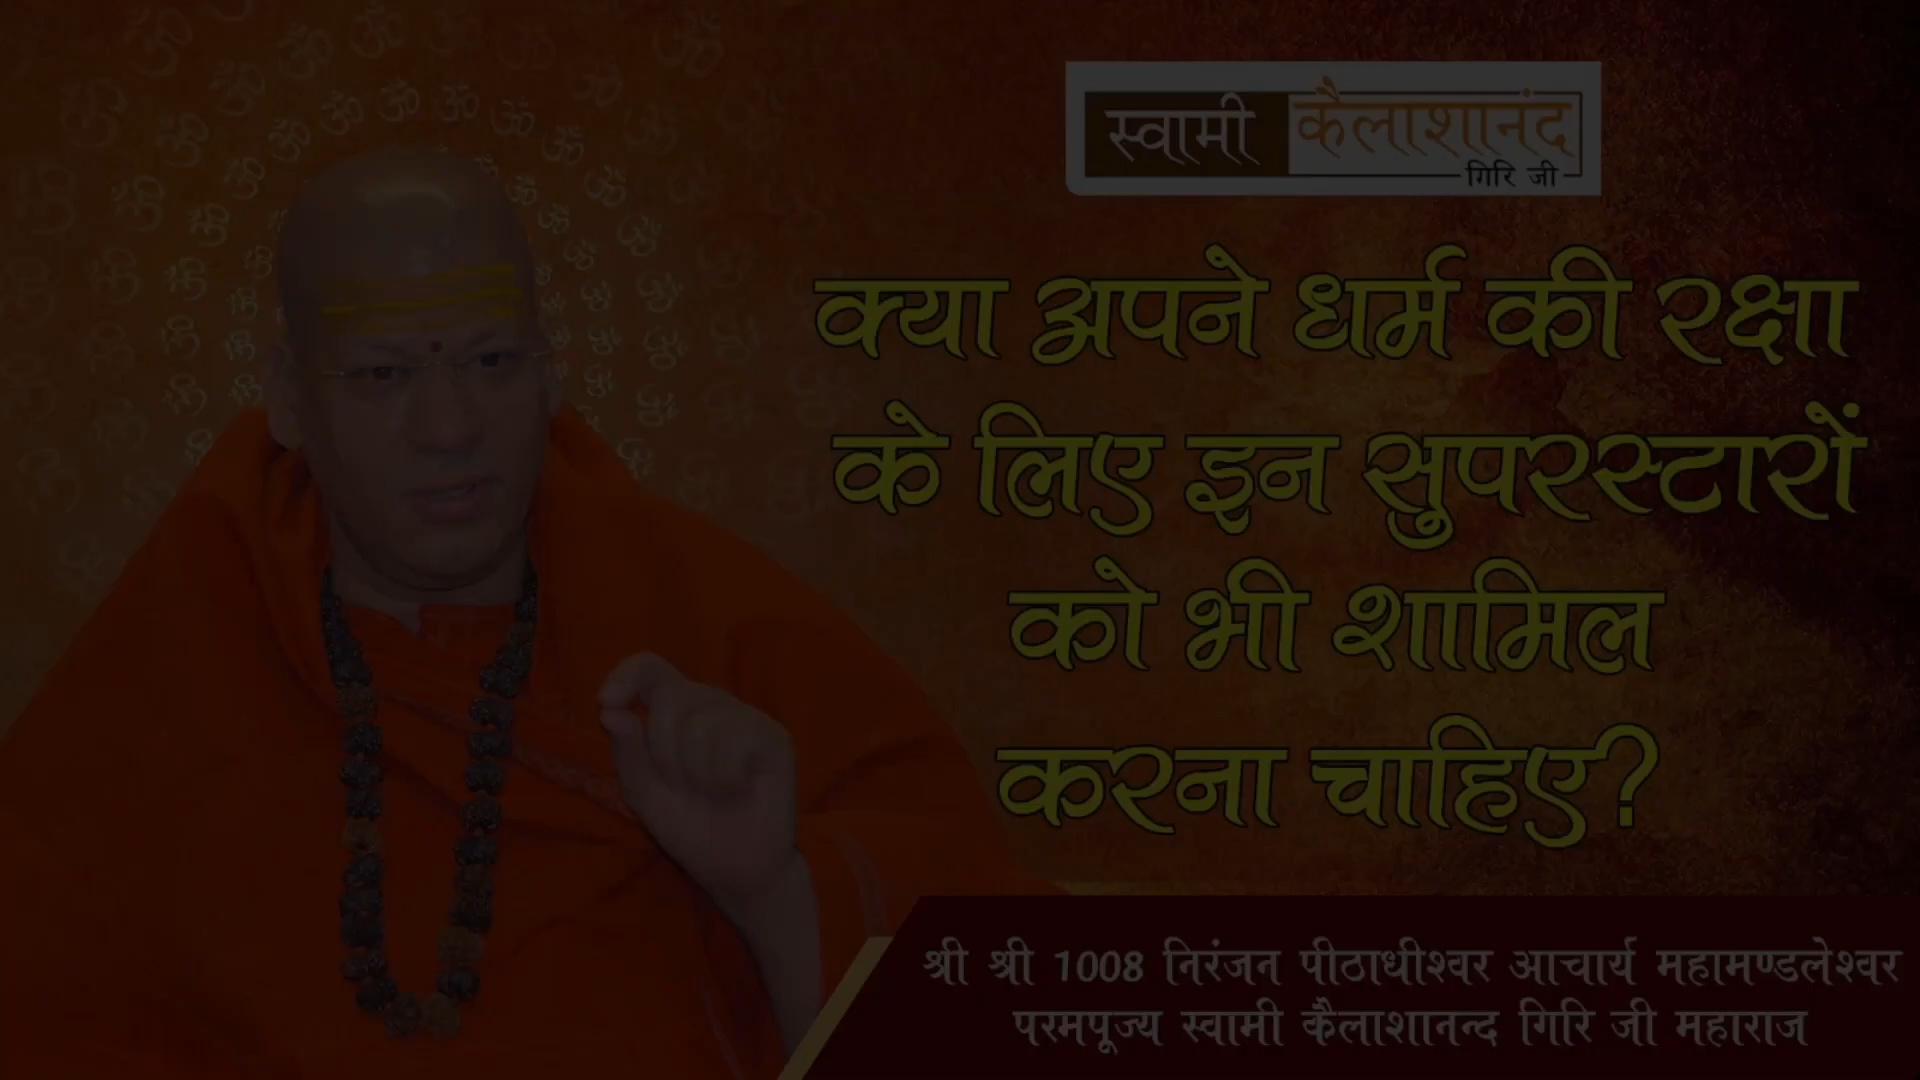 स्वामी कैलाशानंद
गिरि जी
क्या अपने धर्म की रक्षा
के लिए इन सुपरस्टारों
को भी शामिल
करना चाहिए?
श्री श्री 1008 निरंजन पीठाधीश्वर आचार्य महामण्डलेश्वर
परमपूज्य स्वामी कैलाशानन्द गिरि जी महाराज